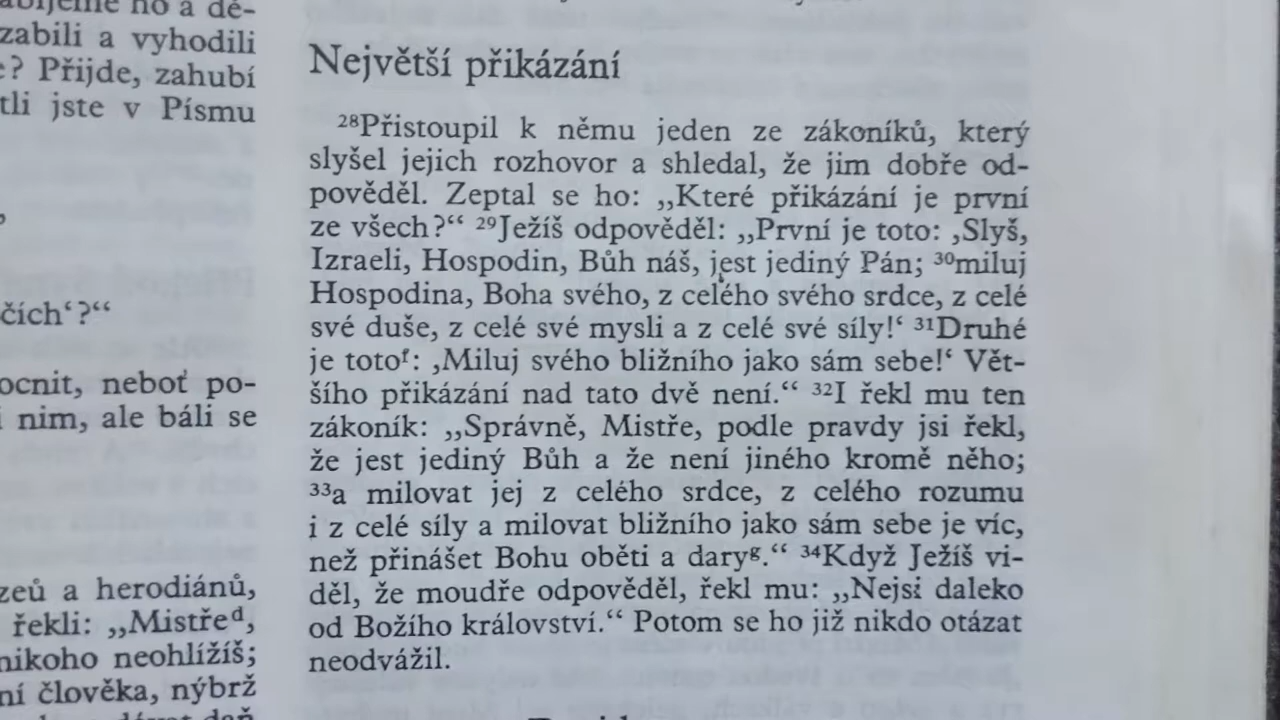 zabili a vyhodili
? Přijde, zahubí
tli jste v Písmu
čích‘?“
ocnit, neboť po-
nim, ale báli se
zeů a herodiánů,
řekli: „Mistřeᵈ,
nikoho neohlížíš;
ní člověka, nýbrž
Největší přikázání
²⁸Přistoupil k němu jeden ze zákoníků, který
slyšel jejich rozhovor a shledal, že jim dobře od-
pověděl. Zeptal se ho: „Které přikázání je první
ze všech?“ ²⁹Ježíš odpověděl: „První je toto: ‚Slyš,
Izraeli, Hospodin, Bůh náš, jest jediný Pán; ³⁰miluj
Hospodina, Boha svého, z celého svého srdce, z celé
své duše, z celé své mysli a z celé své síly!‘ ³¹Druhé
je totoᶠ: ‚Miluj svého bližního jako sám sebe!‘ Vět-
šího přikázání nad tato dvě není.“ ³²I řekl mu ten
zákoník: „Správně, Mistře, podle pravdy jsi řekl,
že jest jediný Bůh a že není jiného kromě něho;
³³a milovat jej z celého srdce, z celého rozumu
i z celé síly a milovat bližního jako sám sebe je víc,
než přinášet Bohu oběti a daryᵍ.“ ³⁴Když Ježíš vi-
děl, že moudře odpověděl, řekl mu: „Nejsi daleko
od Božího království.“ Potom se ho již nikdo otázat
neodvážil.